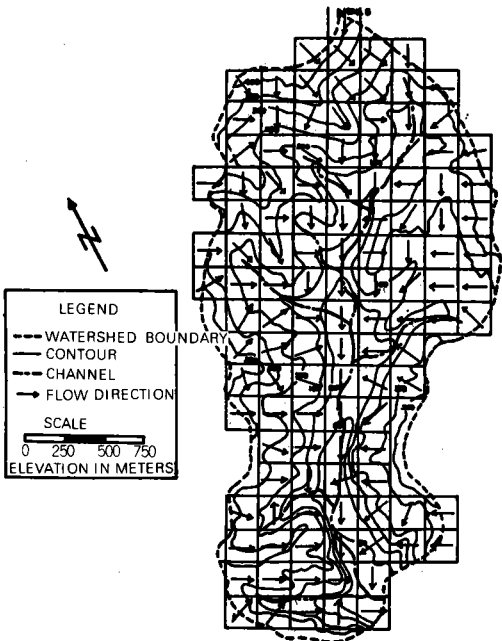 N
LEGEND
WATERSHED BOUNDARY
CONTOUR
CHANNEL
FLOW DIRECTION
SCALE
0 250 500 750
ELEVATION IN METERS